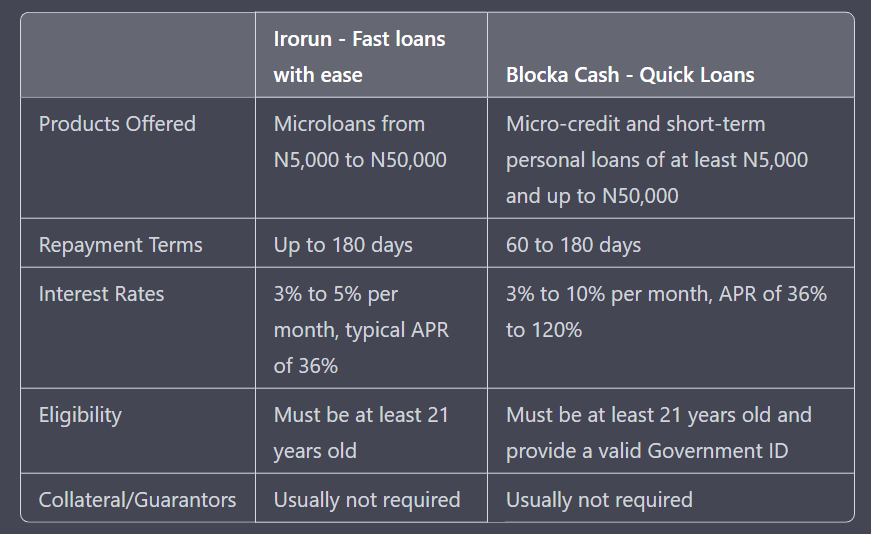 Irorun - Fast loans
with ease
Blocka Cash - Quick Loans
Products Offered
Microloans from
N5,000 to N50,000
Micro-credit and short-term
personal loans of at least N5,000
and up to N50,000
Repayment Terms
Up to 180 days
60 to 180 days
Interest Rates
3% to 5% per
month, typical APR
of 36%
3% to 10% per month, APR of 36%
to 120%
Eligibility
Must be at least 21
years old
Must be at least 21 years old and
provide a valid Government ID
Collateral/Guarantors
Usually not required
Usually not required